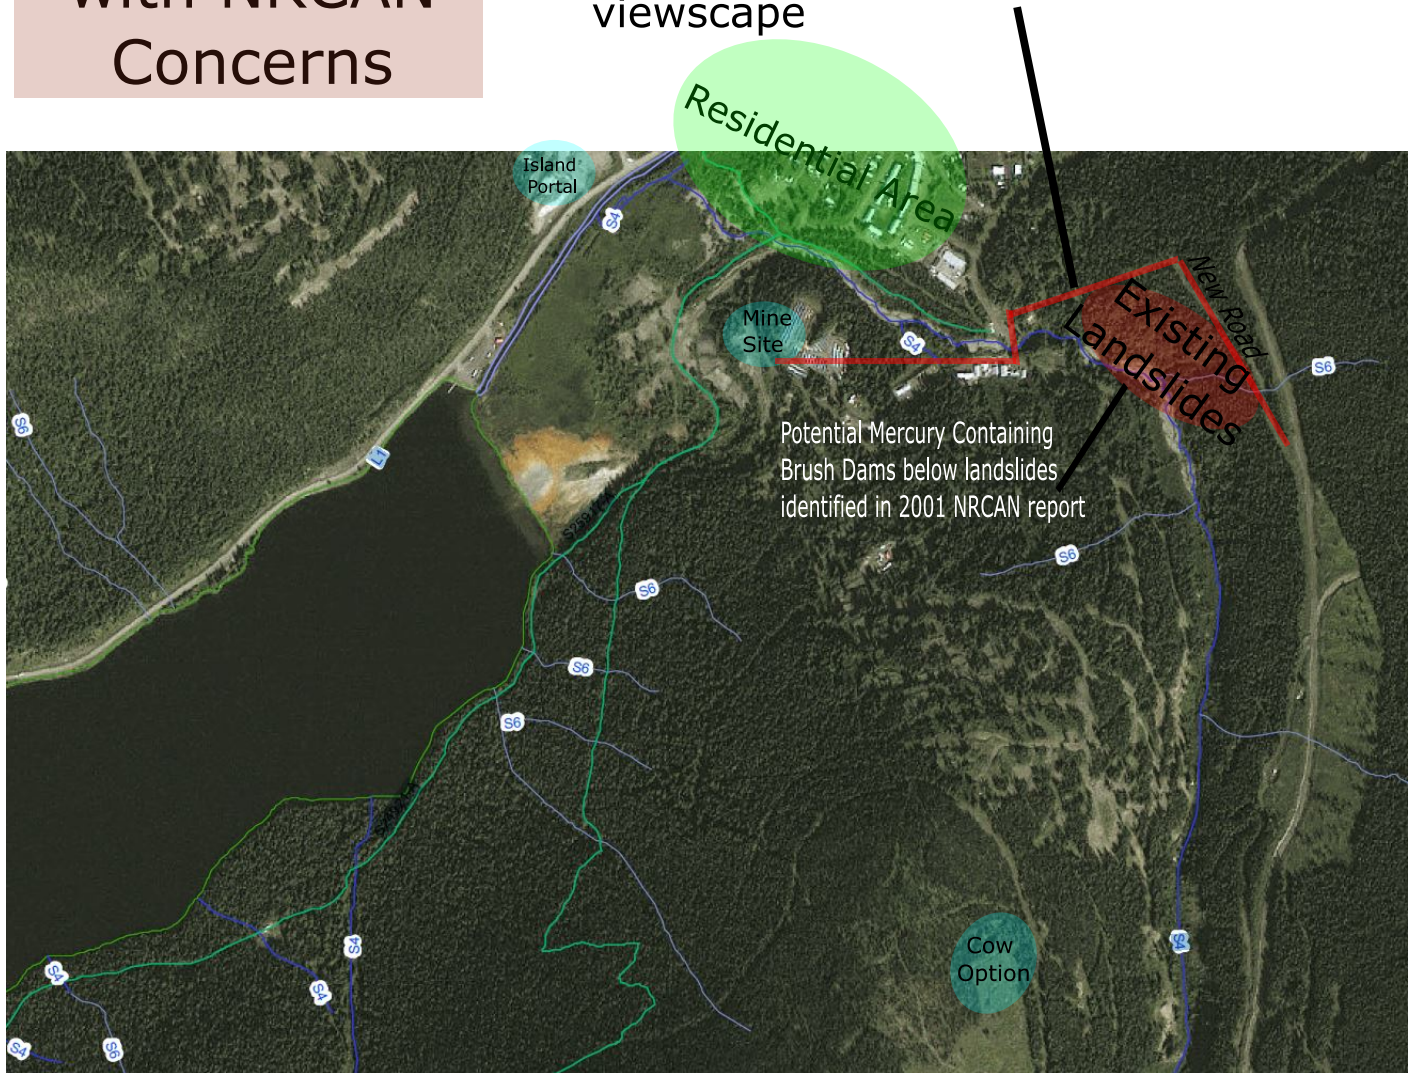 with NRCAN
Concerns
viewscape
Residential Area
Island
Portal
S4
New Road
Mine
Site
Existing
Landslides
S4
S6
S6
L1
Potential Mercury Containing
Brush Dams below landslides
identified in 2001 NRCAN report
S6
S6
S6
S6
Cow
Option
S4
S4
S4
S4
S4
S6